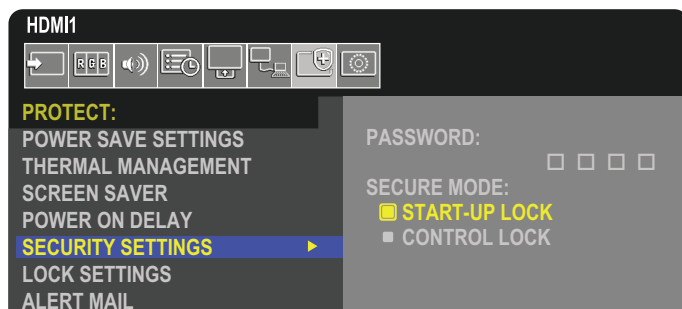 HDMI1
R G B
PROTECT:
POWER SAVE SETTINGS
THERMAL MANAGEMENT
SCREEN SAVER
POWER ON DELAY
SECURITY SETTINGS
LOCK SETTINGS
ALERT MAIL
PASSWORD:
SECURE MODE:
START-UP LOCK
CONTROL LOCK